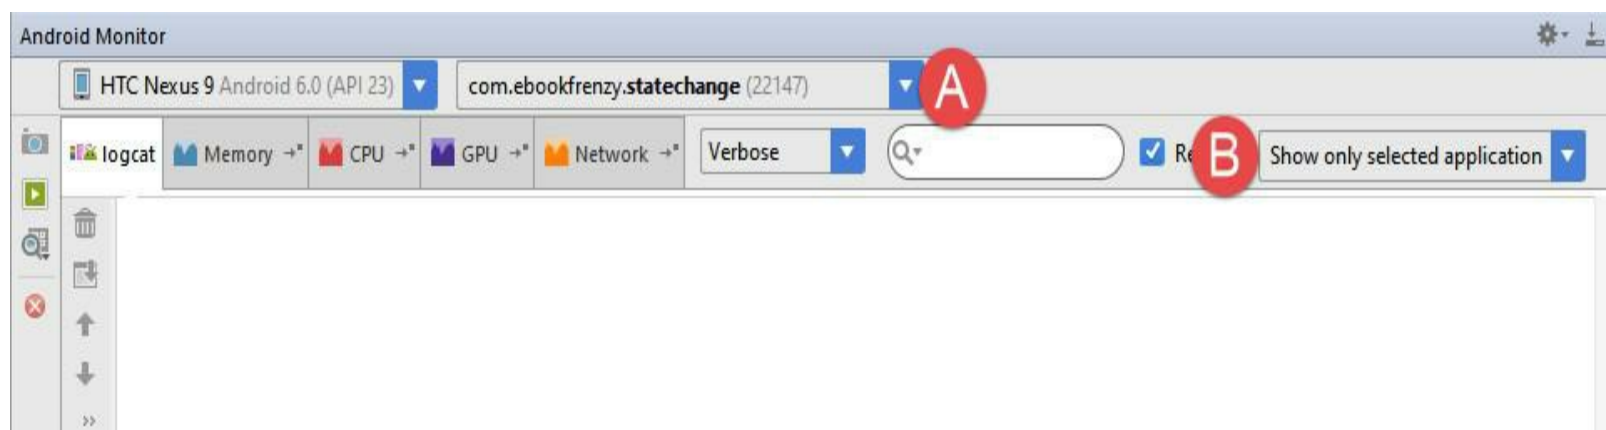 Android Monitor
HTC Nexus 9 Android 6.0 (API 23) com.ebookfrenzy.statechange (22147) A
logcat Memory CPU GPU Network Verbose Re B Show only selected application